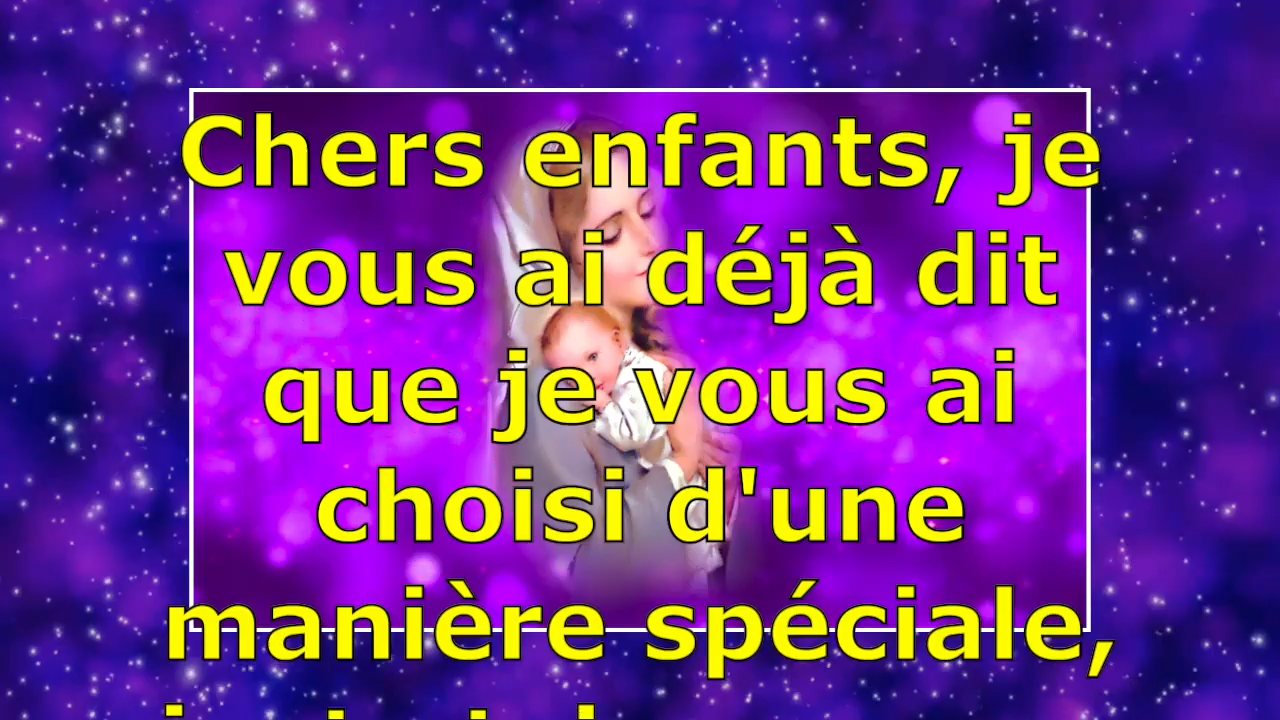 Chers enfants, je
vous ai déjà dit
que je vous ai
choisi d'une
manière spéciale,